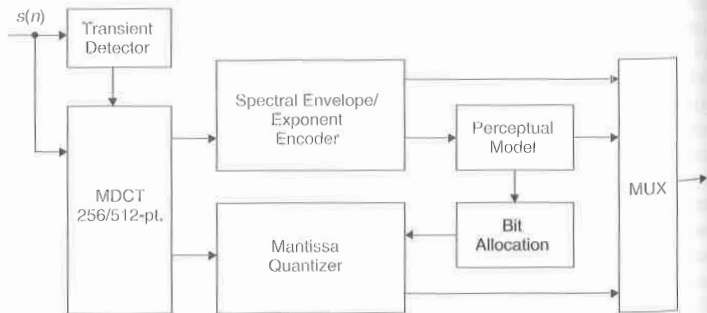 s(n)
Transient
Detector
MDCT
256/512-pt.
Spectral Envelope/
Exponent
Encoder
Mantissa
Quantizer
Perceptual
Model
Bit
Allocation
MUX